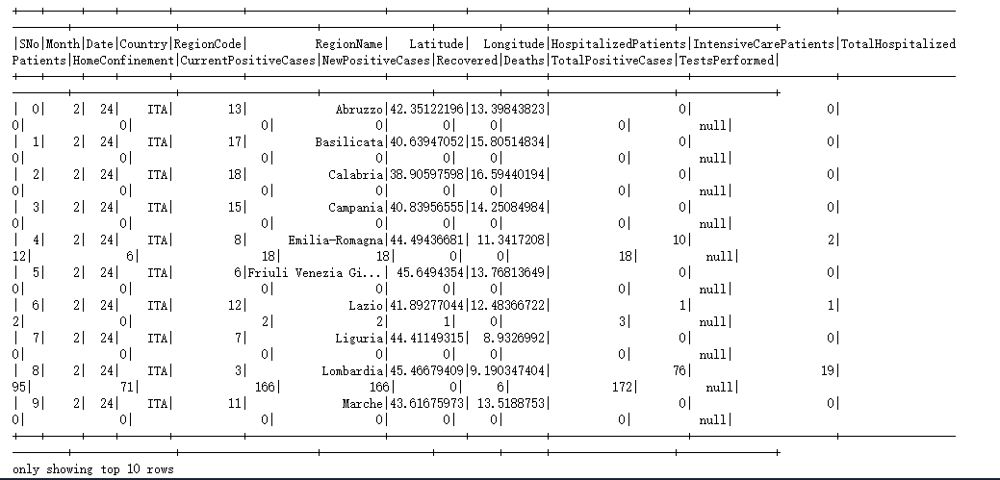 |SNo|Month|Date|Country|RegionCode|          RegionName|   Latitude|  Longitude|HospitalizedPatients|IntensiveCarePatients|TotalHospitalized
Patients|HomeConfinement|CurrentPositiveCases|NewPositiveCases|Recovered|Deaths|TotalPositiveCases|TestsPerformed|
|  0|    2|  24|    ITA|        13|             Abruzzo|42.35122196|13.39843823|                   0|                    0|
0|              0|                   0|               0|        0|     0|                 0|          null|
|  1|    2|  24|    ITA|        17|          Basilicata|40.63947052|15.80514834|                   0|                    0|
0|              0|                   0|               0|        0|     0|                 0|          null|
|  2|    2|  24|    ITA|        18|            Calabria|38.90597598|16.59440194|                   0|                    0|
0|              0|                   0|               0|        0|     0|                 0|          null|
|  3|    2|  24|    ITA|        15|            Campania|40.83956555|14.25084984|                   0|                    0|
0|              0|                   0|               0|        0|     0|                 0|          null|
|  4|    2|  24|    ITA|         8|      Emilia-Romagna|44.49436681| 11.3417208|                  10|                    2|
12|              6|                  18|              18|        0|     0|                18|          null|
|  5|    2|  24|    ITA|         6|Friuli Venezia Gi...| 45.6494354|13.76813649|                   0|                    0|
0|              0|                   0|               0|        0|     0|                 0|          null|
|  6|    2|  24|    ITA|        12|               Lazio|41.89277044|12.48366722|                   1|                    1|
2|              0|                   2|               2|        1|     0|                 3|          null|
|  7|    2|  24|    ITA|         7|             Liguria|44.41149315|  8.9326992|                   0|                    0|
0|              0|                   0|               0|        0|     0|                 0|          null|
|  8|    2|  24|    ITA|         3|           Lombardia|45.46679409|9.190347404|                  76|                   19|
95|             71|                 166|             166|        0|     6|               172|          null|
|  9|    2|  24|    ITA|        11|              Marche|43.61675973| 13.5188753|                   0|                    0|
0|              0|                   0|               0|        0|     0|                 0|          null|
only showing top 10 rows